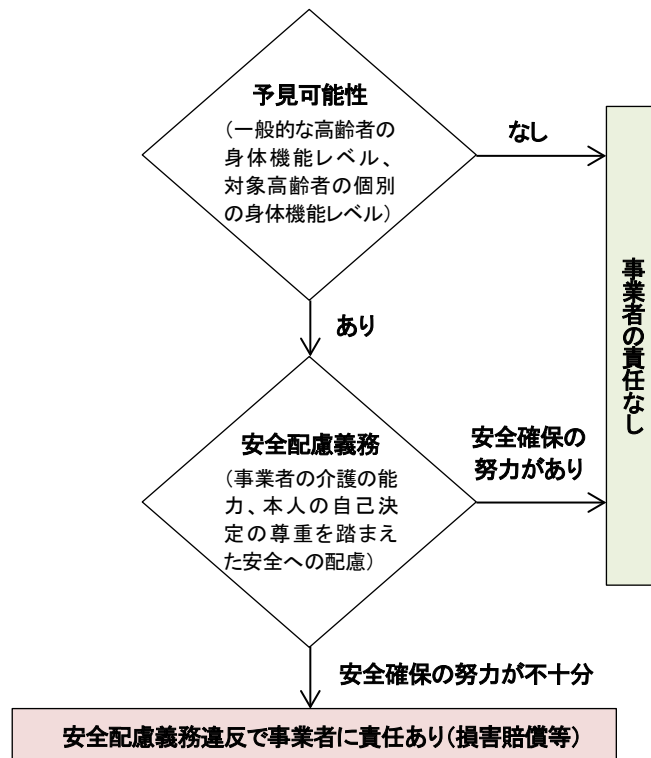 予見可能性
(一般的な高齢者の
身体機能レベル、
対象高齢者の個別
の身体機能レベル)
なし
事業者の責任なし
あり
安全配慮義務
(事業者の介護の能
力、本人の自己決
定の尊重を踏まえ
た安全への配慮)
安全確保の
努力があり
安全確保の努力が不十分
安全配慮義務違反で事業者に責任あり(損害賠償等)